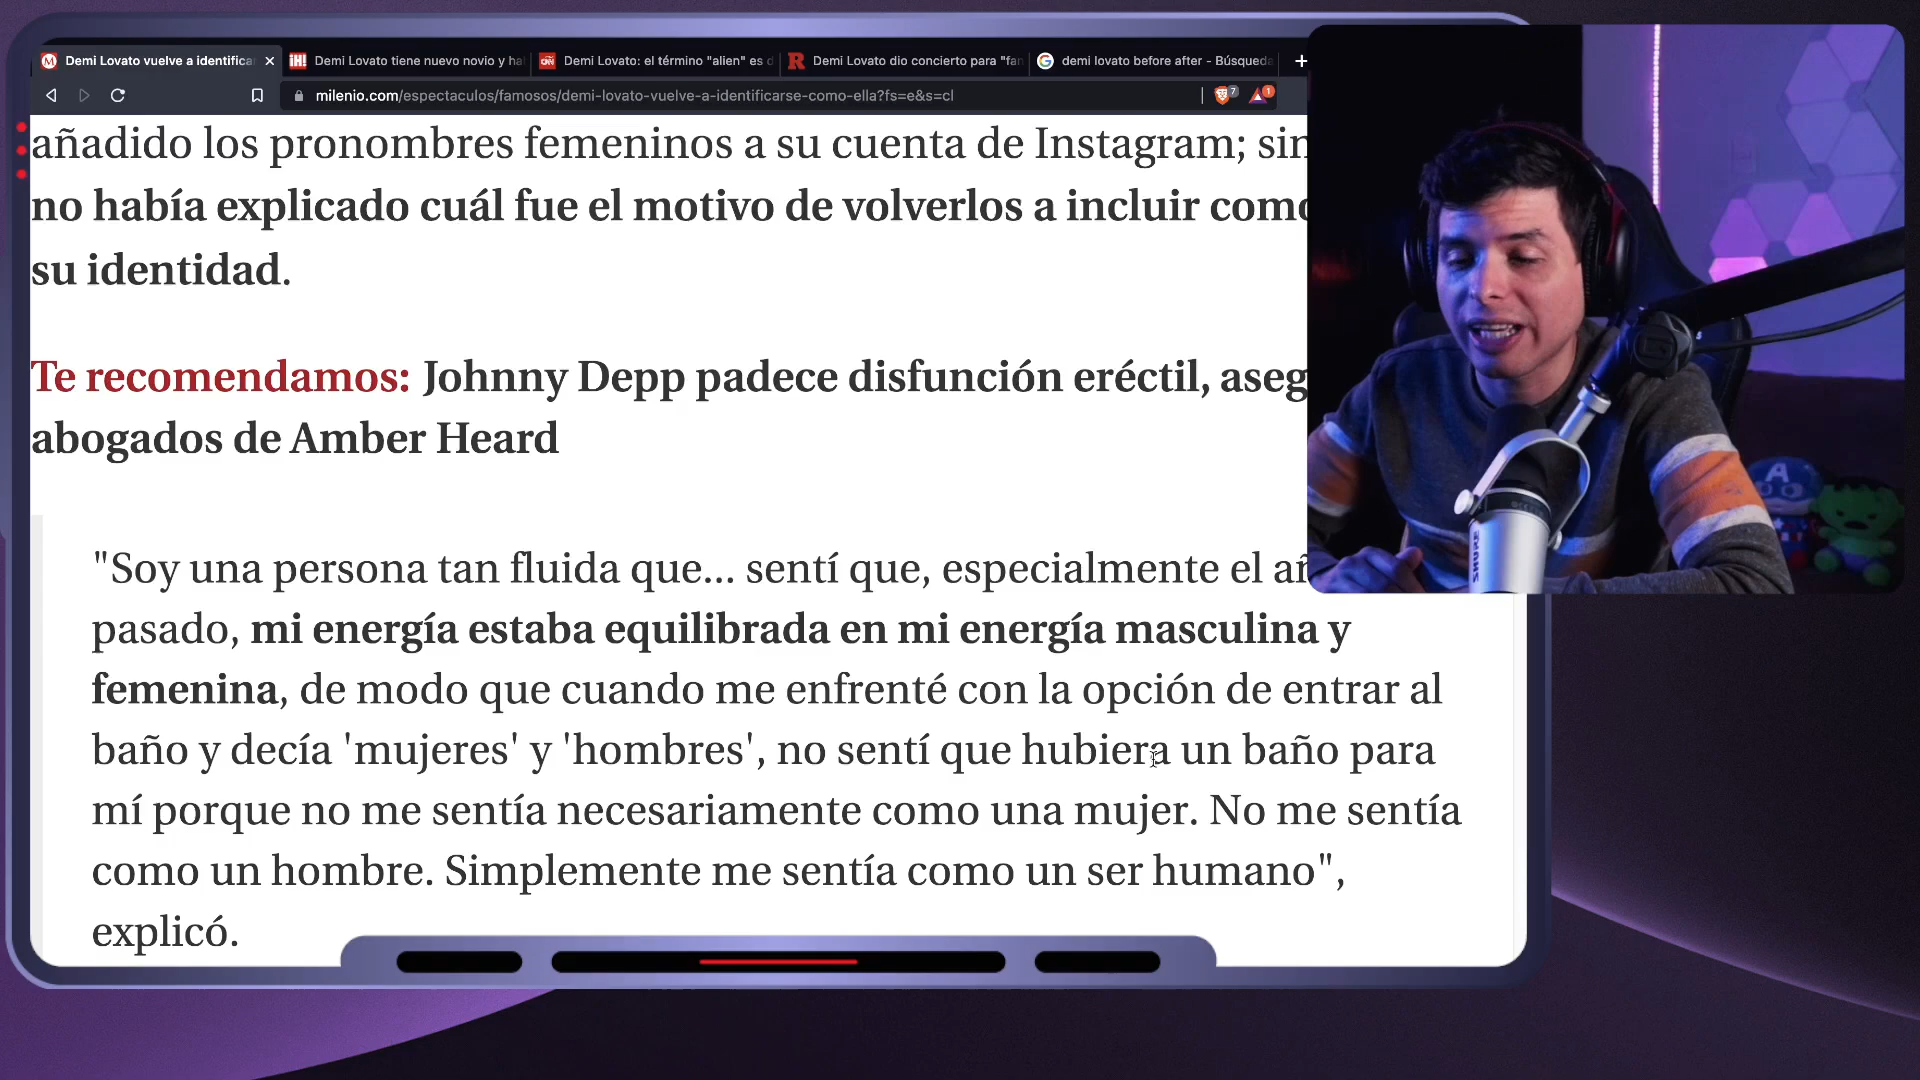 Demi Lovato vuelve a identifica
Demi Lovato tiene nuevo novio y ha
Demi Lovato: el término "alien" es d
Demi Lovato dio concierto para "fan
demi lovato before after - Búsqueda
milenio.com/espectaculos/famosos/demi-lovato-vuelve-a-identificarse-como-ella?fs=e&s=cl
7
1
añadido los pronombres femeninos a su cuenta de Instagram; sin
no había explicado cuál fue el motivo de volverlos a incluir como
su identidad.
Te recomendamos: Johnny Depp padece disfunción eréctil, aseg
abogados de Amber Heard
"Soy una persona tan fluida que... sentí que, especialmente el añ
pasado, mi energía estaba equilibrada en mi energía masculina y
femenina, de modo que cuando me enfrenté con la opción de entrar al
baño y decía 'mujeres' y 'hombres', no sentí que hubiera un baño para
mí porque no me sentía necesariamente como una mujer. No me sentía
como un hombre. Simplemente me sentía como un ser humano",
explicó.
SHURE